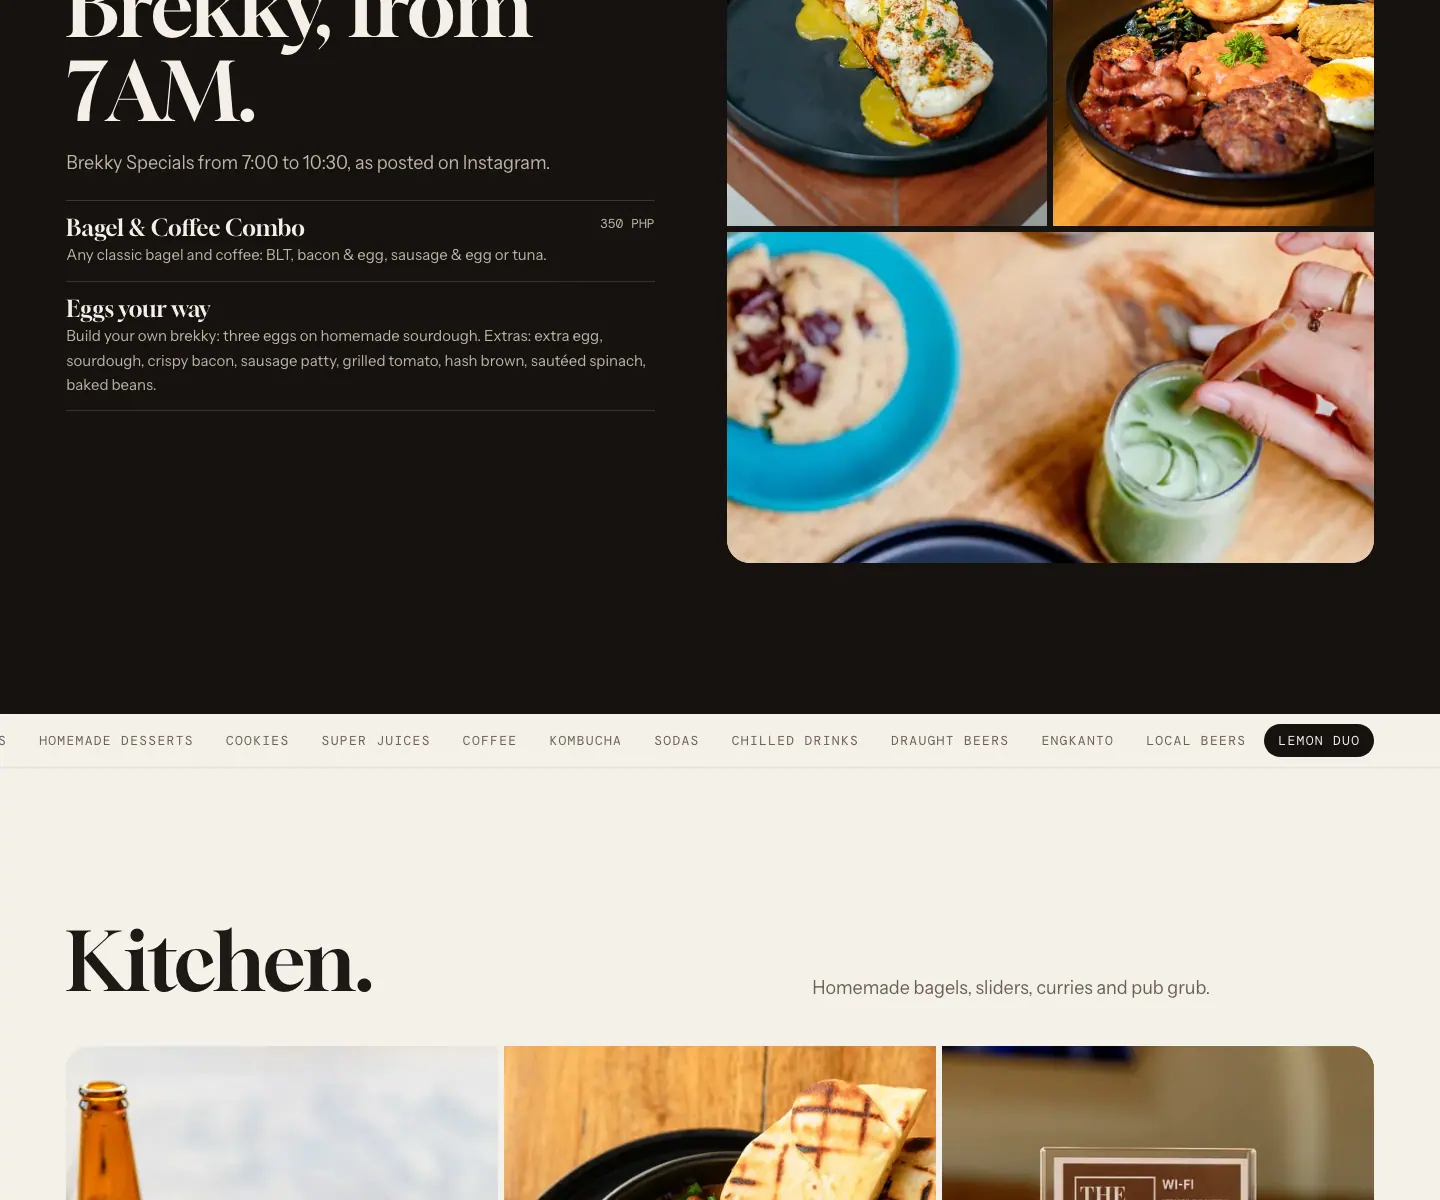 Brekky, from
7AM.
Brekky Specials from 7:00 to 10:30, as posted on Instagram.
Bagel & Coffee Combo
350 PHP
Any classic bagel and coffee: BLT, bacon & egg, sausage & egg or tuna.
Eggs your way
Build your own brekky: three eggs on homemade sourdough. Extras: extra egg,
sourdough, crispy bacon, sausage patty, grilled tomato, hash brown, sautéed spinach,
baked beans.
S HOMEMADE DESSERTS COOKIES SUPER JUICES COFFEE KOMBUCHA SODAS CHILLED DRINKS DRAUGHT BEERS ENGKANTO LOCAL BEERS LEMON DUO
Kitchen.
Homemade bagels, sliders, curries and pub grub.
THE
WI-FI